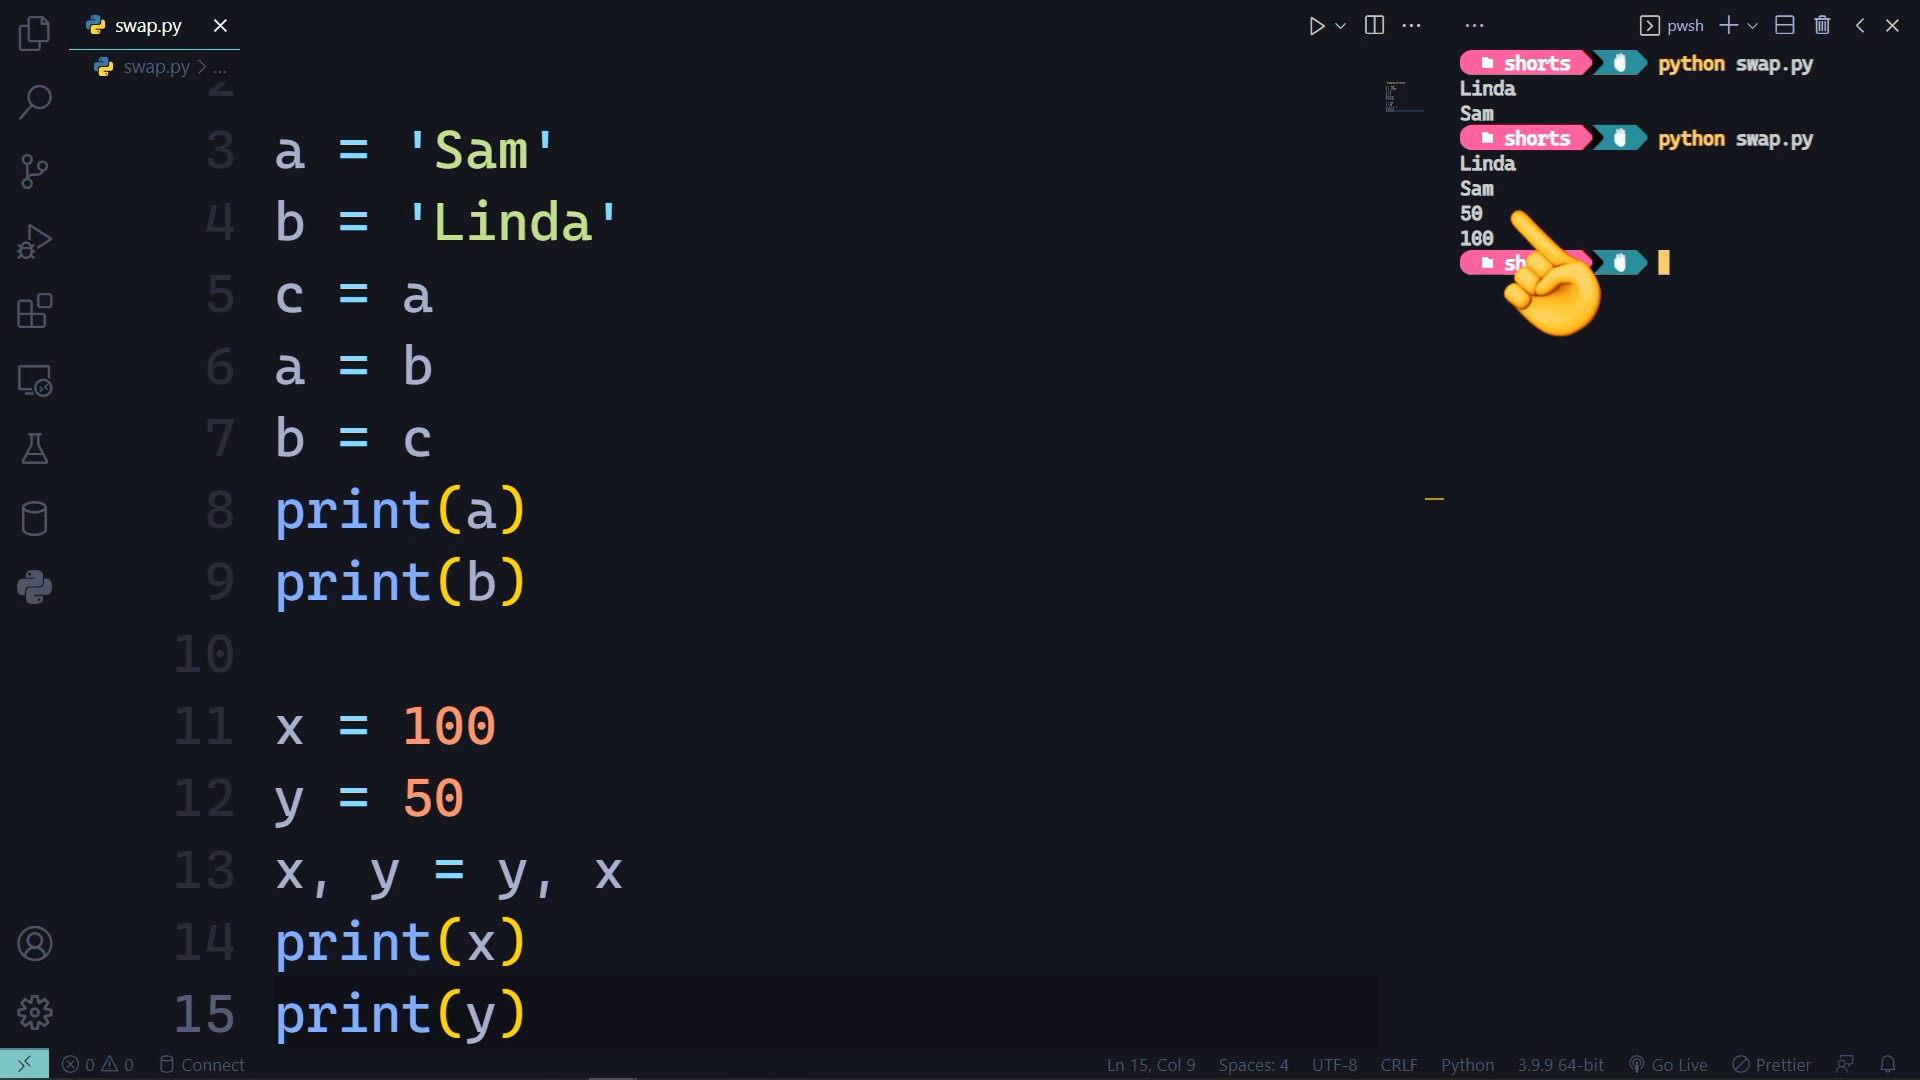 swap.py
swap.py > ...
2
3 a = 'Sam'
4 b = 'Linda'
5 c = a
6 a = b
7 b = c
8 print(a)
9 print(b)
10
11 x = 100
12 y = 50
13 x, y = y, x
14 print(x)
15 print(y)
pwsh
shorts python swap.py
Linda
Sam
shorts python swap.py
Linda
Sam
50
100
sh
0 0 Connect Ln 15, Col 9 Spaces: 4 UTF-8 CRLF Python 3.9.9 64-bit Go Live Prettier